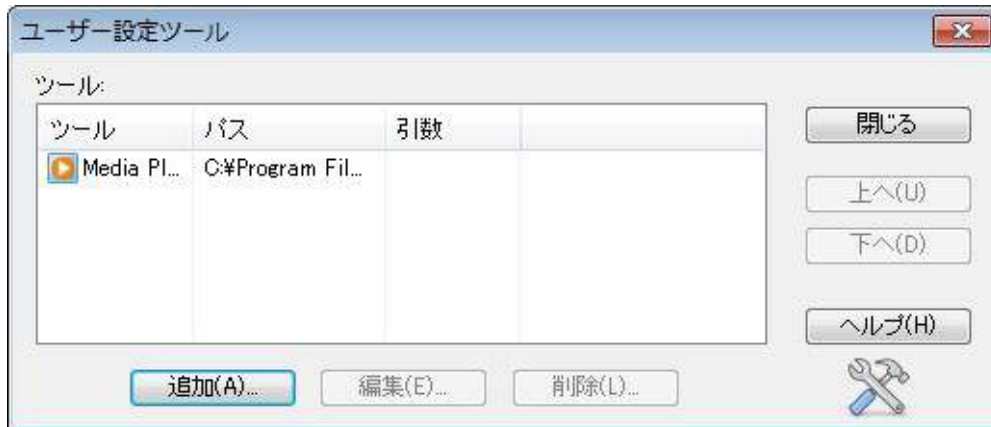 ユーザー設定ツール
ツール:
ツール パス 引数
Media Pl... C:¥Program Fil...
閉じる
上へ(U)
下へ(D)
ヘルプ(H)
追加(A)... 編集(E)... 削除(L)...